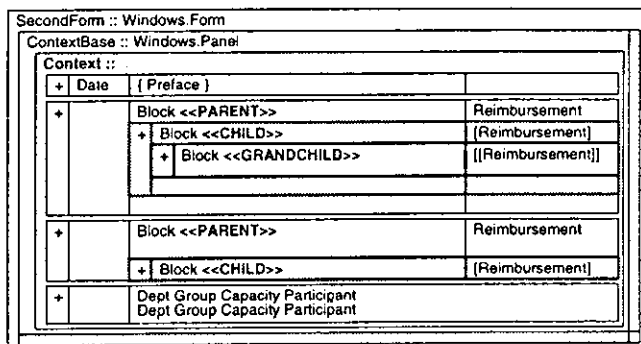 SecondForm :: Windows.Form
ContextBase :: Windows.Panel
Context ::
+ Date { Preface }
+ Block <<PARENT>> Reimbursement
+ Block <<CHILD>> [Reimbursement]
+ Block <<GRANDCHILD>> [[Reimbursement]]
+ Block <<PARENT>> Reimbursement
+ Block <<CHILD>> [Reimbursement]
+ Dept Group Capacity Participant
Dept Group Capacity Participant